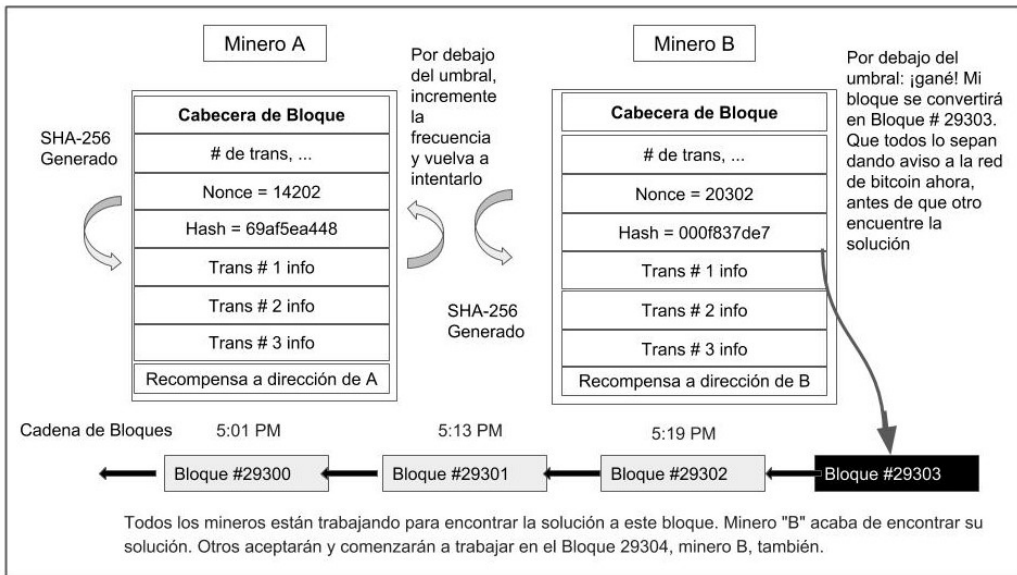 Minero A
Minero B
SHA-256
Generado
Cabecera de Bloque
# de trans, ...
Nonce = 14202
Hash = 69af5ea448
Trans # 1 info
Trans # 2 info
Trans # 3 info
Recompensa a dirección de A
Por debajo
del umbral,
incremente
la
frecuencia
y vuelva a
intentarlo
SHA-256
Generado
Cabecera de Bloque
# de trans, ...
Nonce = 20302
Hash = 000f837de7
Trans # 1 info
Trans # 2 info
Trans # 3 info
Recompensa a dirección de B
Por debajo del
umbral: ¡gané! Mi
bloque se convertirá
en Bloque # 29303.
Que todos lo sepan
dando aviso a la red
de bitcoin ahora,
antes de que otro
encuentre la
solución
Cadena de Bloques
5:01 PM
5:13 PM
5:19 PM
Bloque #29300
Bloque #29301
Bloque #29302
Bloque #29303
Todos los mineros están trabajando para encontrar la solución a este bloque. Minero "B" acaba de encontrar su
solución. Otros aceptarán y comenzarán a trabajar en el Bloque 29304, minero B, también.